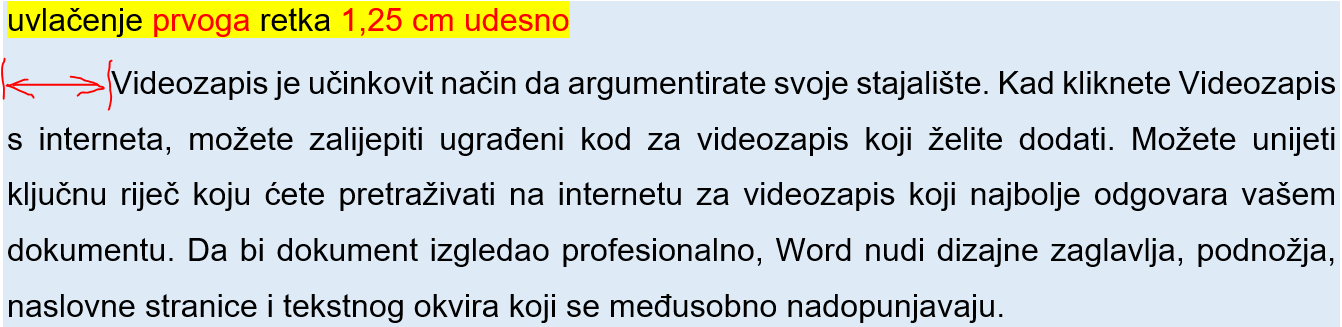 uvlačenje prvoga retka 1,25 cm udesno
Videozapis je učinkovit način da argumentirate svoje stajalište. Kad kliknete Videozapis
s interneta, možete zalijepiti ugrađeni kod za videozapis koji želite dodati. Možete unijeti
ključnu riječ koju ćete pretraživati na internetu za videozapis koji najbolje odgovara vašem
dokumentu. Da bi dokument izgledao profesionalno, Word nudi dizajne zaglavlja, podnožja,
naslovne stranice i tekstnog okvira koji se međusobno nadopunjavaju.